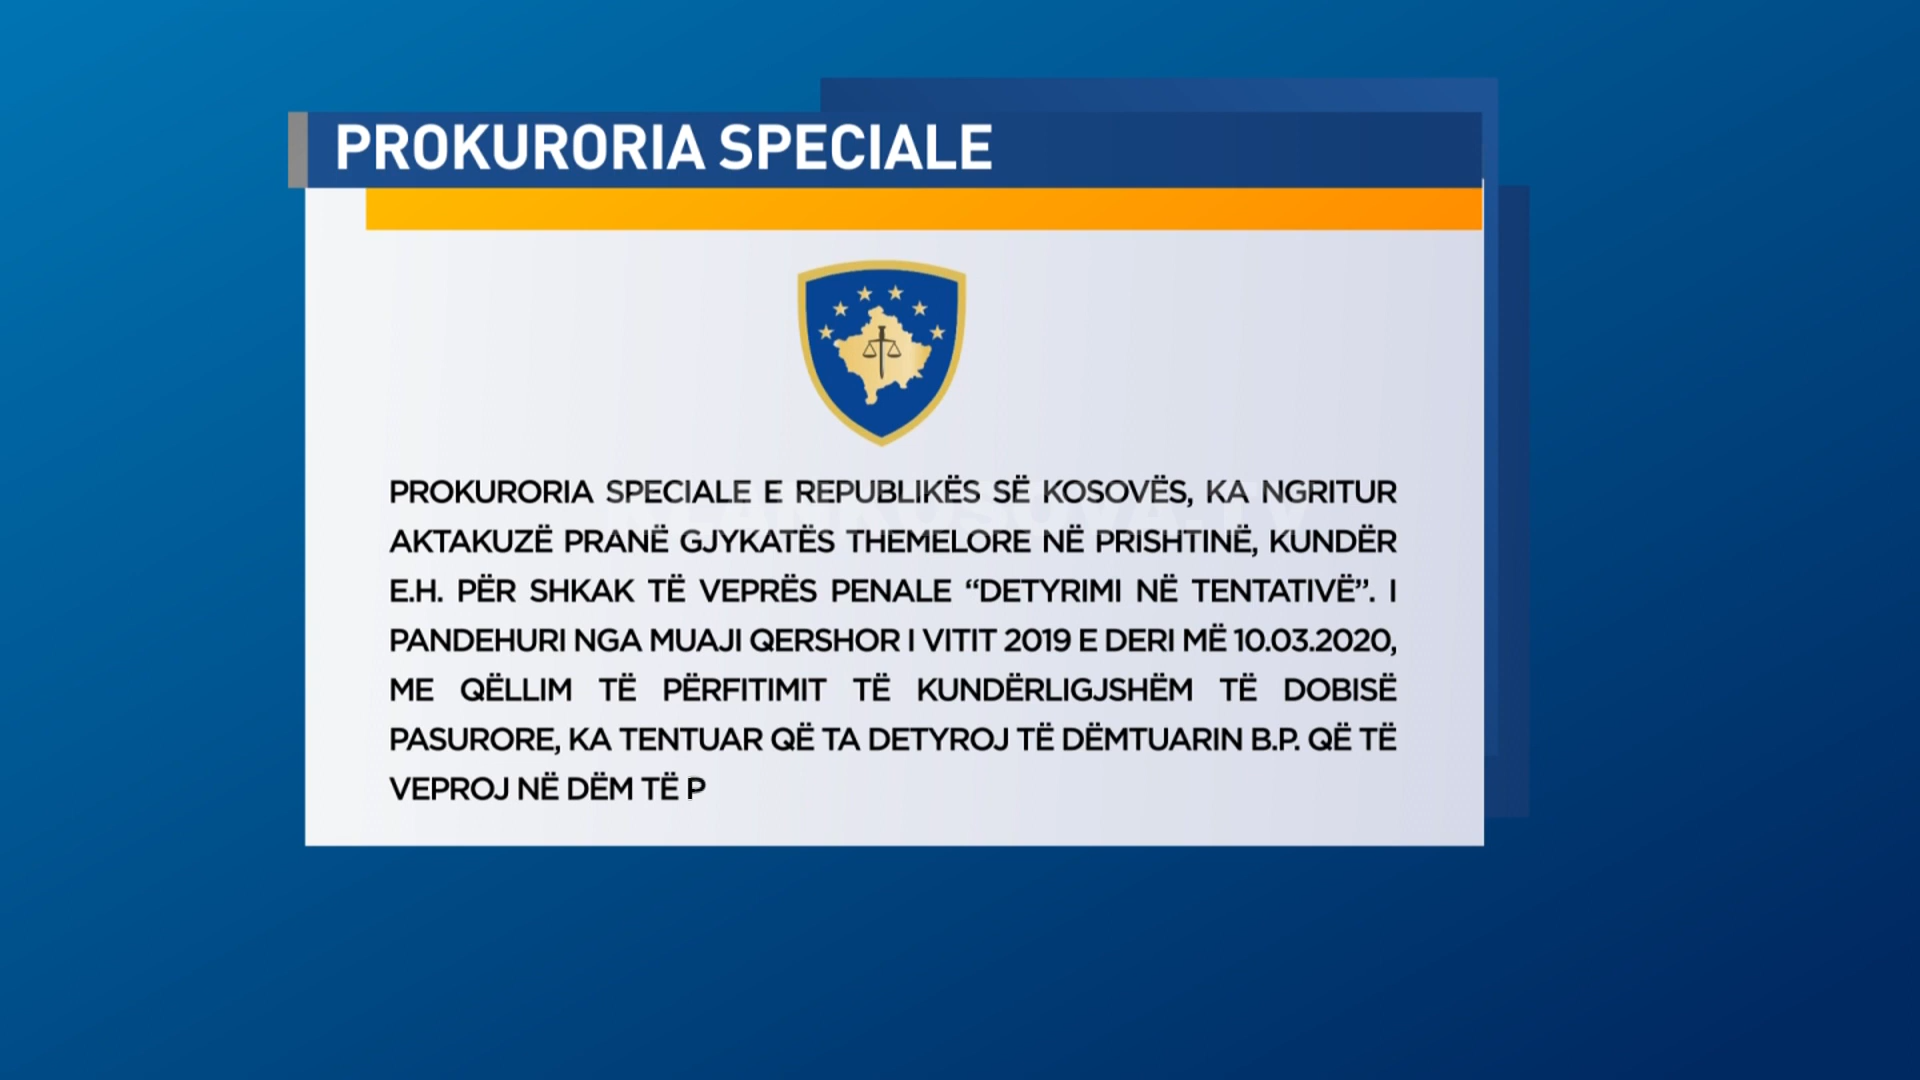 PROKURORIA SPECIALE
PROKURORIA SPECIALE E REPUBLIKËS SË KOSOVËS, KA NGRITUR
KLANKOSOVA.TV
AKTAKUZË PRANË GJYKATËS THEMELORE NË PRISHTINË, KUNDËR
E.H. PËR SHKAK TË VEPRËS PENALE “DETYRIMI NË TENTATIVË”. I
PANDEHURI NGA MUAJI QERSHOR I VITIT 2019 E DERI MË 10.03.2020,
ME QËLLIM TË PËRFITIMIT TË KUNDËRLIGJSHËM TË DOBISË
PASURORE, KA TENTUAR QË TA DETYROJ TË DËMTUARIN B.P. QË TË
VEPROJ NË DËM TË P